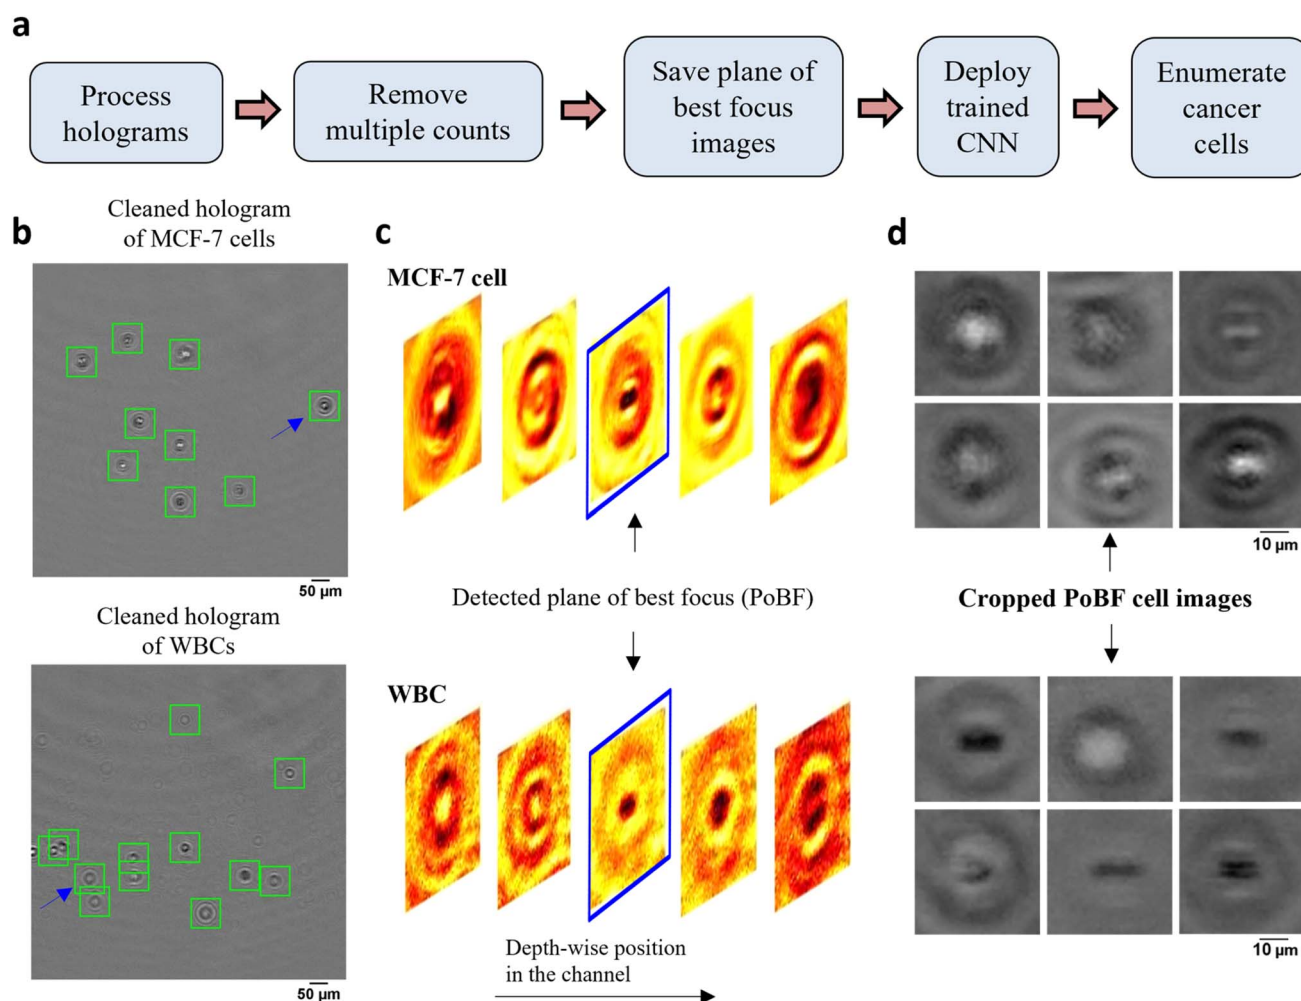 a
Process
holograms
Remove
multiple counts
Save plane of
best focus
images
Deploy
trained
CNN
Enumerate
cancer
cells
b
Cleaned hologram
of MCF-7 cells
50 µm
Cleaned hologram
of WBCs
50 µm
c
MCF-7 cell
Detected plane of best focus (PoBF)
WBC
Depth-wise position
in the channel
d
10 µm
Cropped PoBF cell images
10 µm